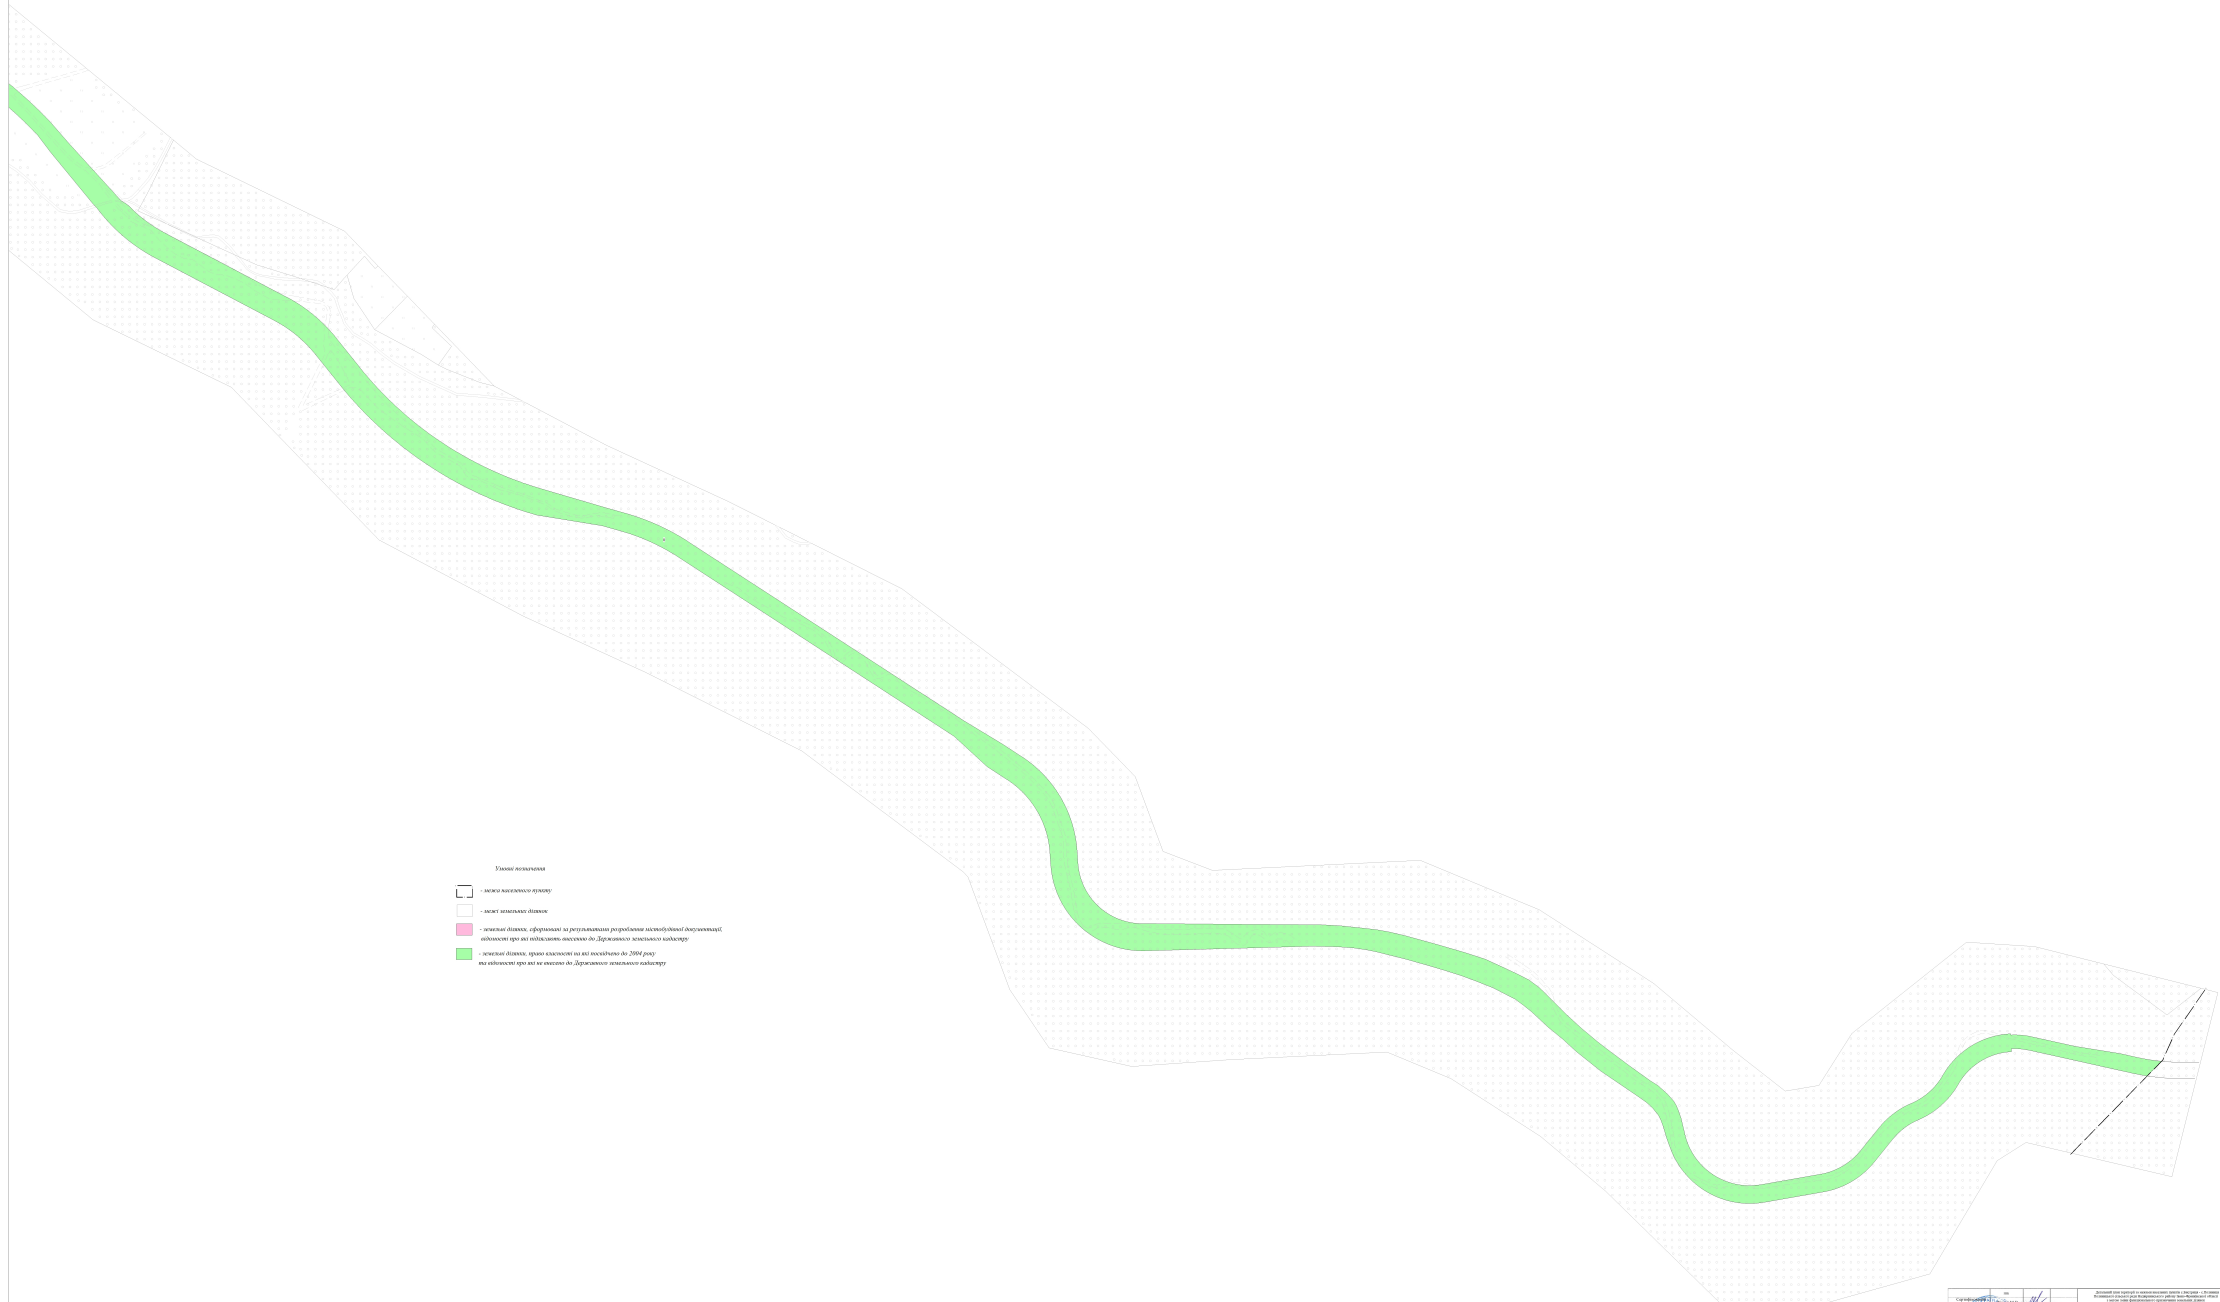 Умовні позначення
- межа населеного пункту
- межі земельних ділянок
- земельні ділянки, сформовані за результатами розроблення містобудівної документації,
відомості про які підлягають внесенню до Державного земельного кадастру
- земельні ділянки, право власності на які посвідчено до 2004 року
та відомості про які не внесено до Державного земельного кадастру